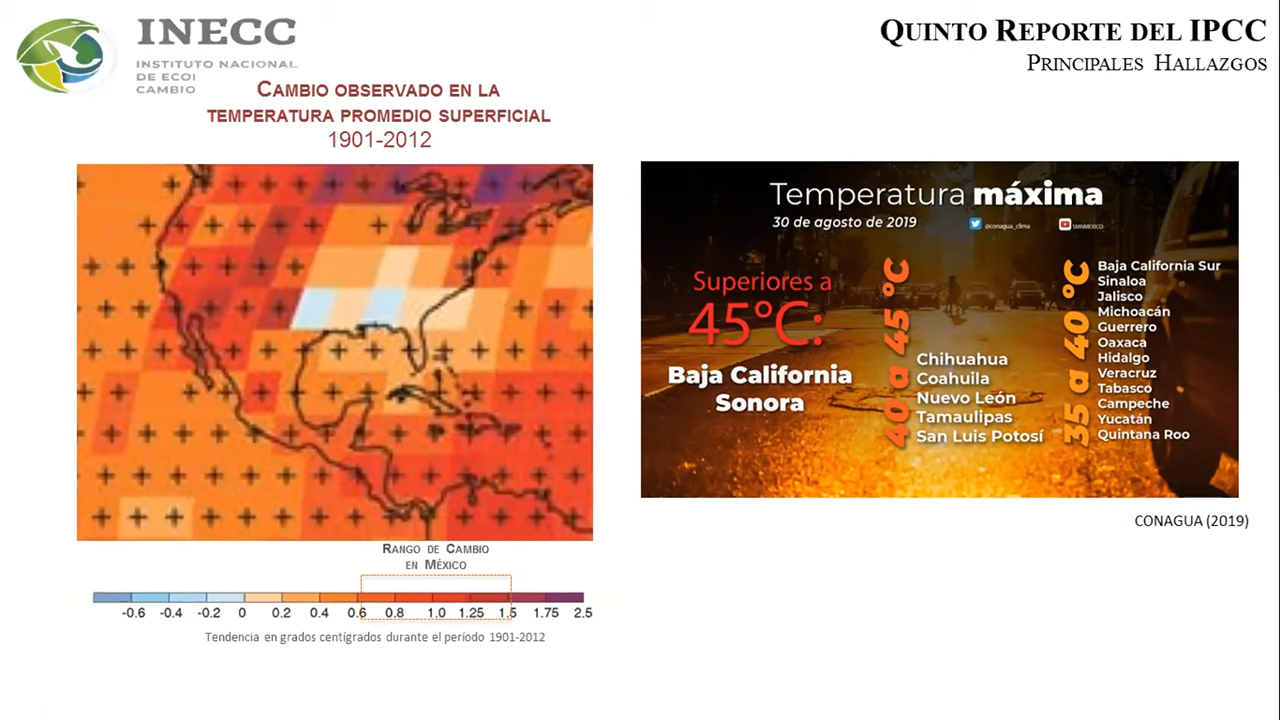 INECC
INSTITUTO NACIONAL
DE ECOI
CAMBIO
QUINTO REPORTE DEL IPCC
PRINCIPALES HALLAZGOS
CAMBIO OBSERVADO EN LA
TEMPERATURA PROMEDIO SUPERFICIAL
1901-2012
RANGO DE CAMBIO
EN MÉXICO
-0.6 -0.4 -0.2 0 0.2 0.4 0.6 0.8 1.0 1.25 1.5 1.75 2.5
Tendencia en grados centígrados durante el período 1901-2012
Temperatura máxima
30 de agosto de 2019
@conagua_clima
SMNMEXICO
Superiores a
45°C:
Baja California
Sonora
40 a 45 °C
Chihuahua
Coahuila
Nuevo León
Tamaulipas
San Luis Potosí
35 a 40 °C
Baja California Sur
Sinaloa
Jalisco
Michoacán
Guerrero
Oaxaca
Hidalgo
Veracruz
Tabasco
Campeche
Yucatán
Quintana Roo
CONAGUA (2019)